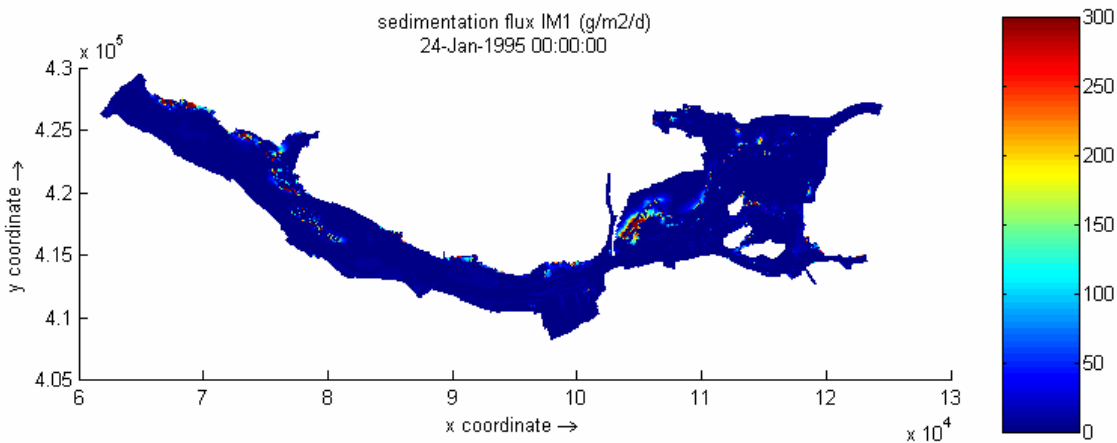 sedimentation flux IM1 (g/m2/d)
24-Jan-1995 00:00:00
x 10^5
4.3
4.25
4.2
4.15
4.1
4.05
y coordinate →
6 7 8 9 10 11 12 13
x coordinate →
x 10^4
300
250
200
150
100
50
0